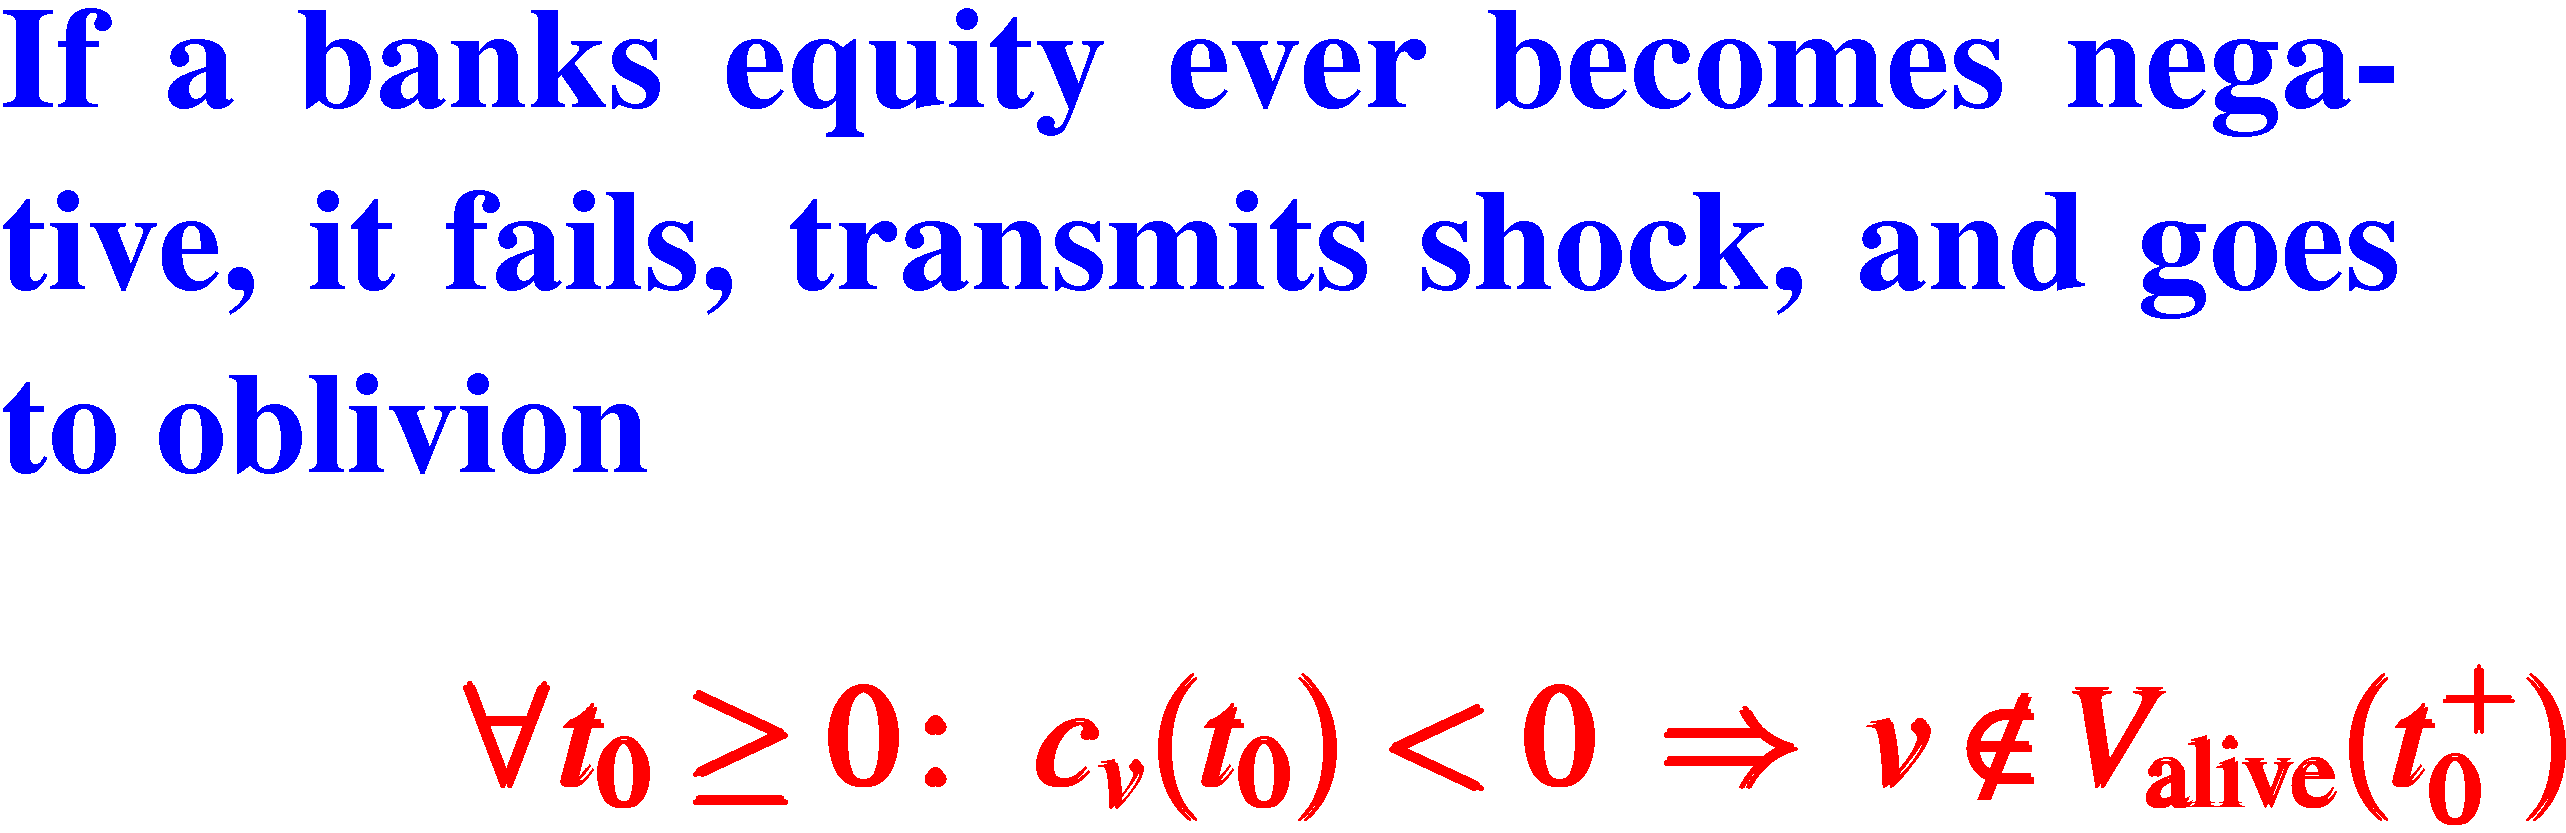 If a banks equity ever becomes nega-
tive, it fails, transmits shock, and goes
to oblivion
∀ t₀ ≥ 0 : c_v(t₀) < 0 ⇒ v ∉ V_alive(t₀⁺)